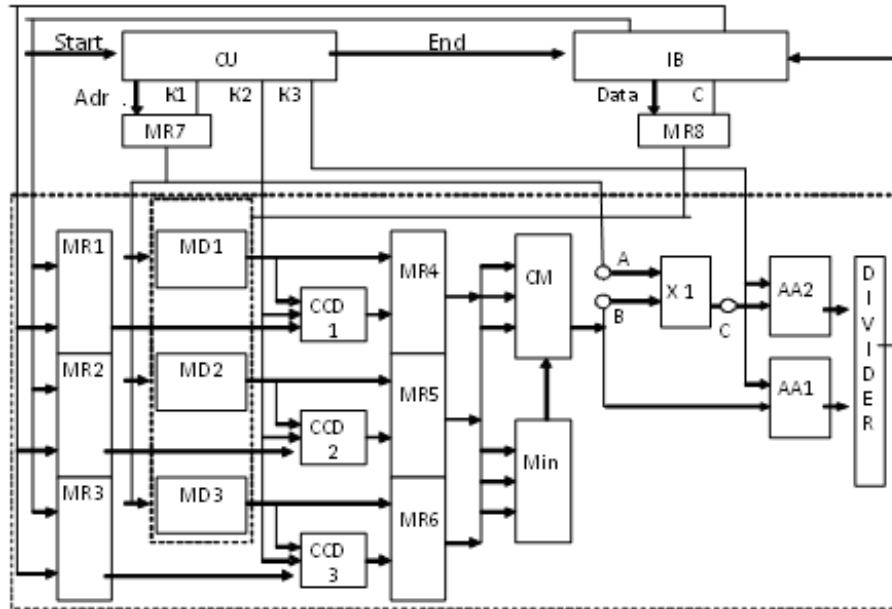 Start
CU
End
IB
Adr
K1
K2
K3
Data
C
MR7
MR8
MR1
MD1
MR4
CM
A
X 1
AA2
DIVIDER
CCD
1
B
C
MR2
MD2
MR5
AA1
CCD
2
Min
MR3
MD3
MR6
CCD
3